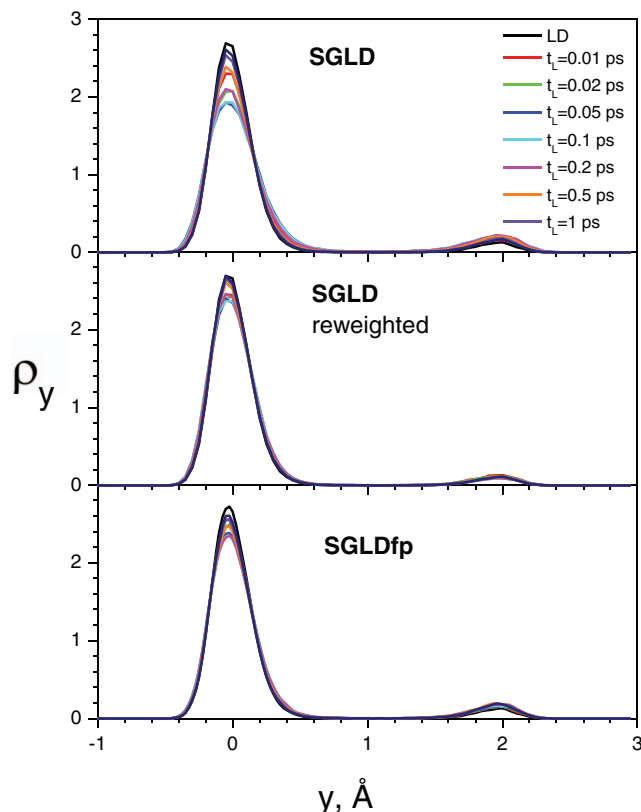 3
2
1
0
SGLD
LD
t_L=0.01 ps
t_L=0.02 ps
t_L=0.05 ps
t_L=0.1 ps
t_L=0.2 ps
t_L=0.5 ps
t_L=1 ps
2
1
0
SGLD
reweighted
ρ_y
2
1
0
SGLDfp
-1 0 1 2 3
y, Å